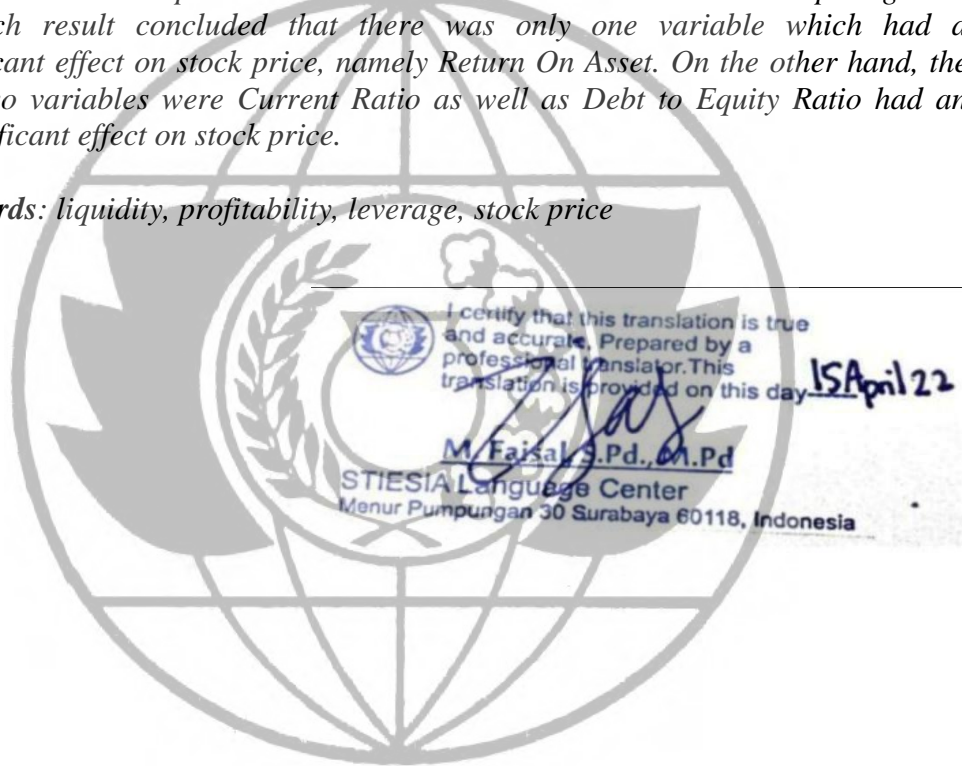 ch result concluded that there was only one variable which had a
cant effect on stock price, namely Return On Asset. On the other hand, the
o variables were Current Ratio as well as Debt to Equity Ratio had an
ficant effect on stock price.
rds: liquidity, profitability, leverage, stock price
I certify that this translation is true
and accurate, Prepared by a
professional translator.This
translation is provided on this day 15 April 22
M. Faisal, S.Pd., M.Pd
STIESIA Language Center
Menur Pumpungan 30 Surabaya 60118, Indonesia